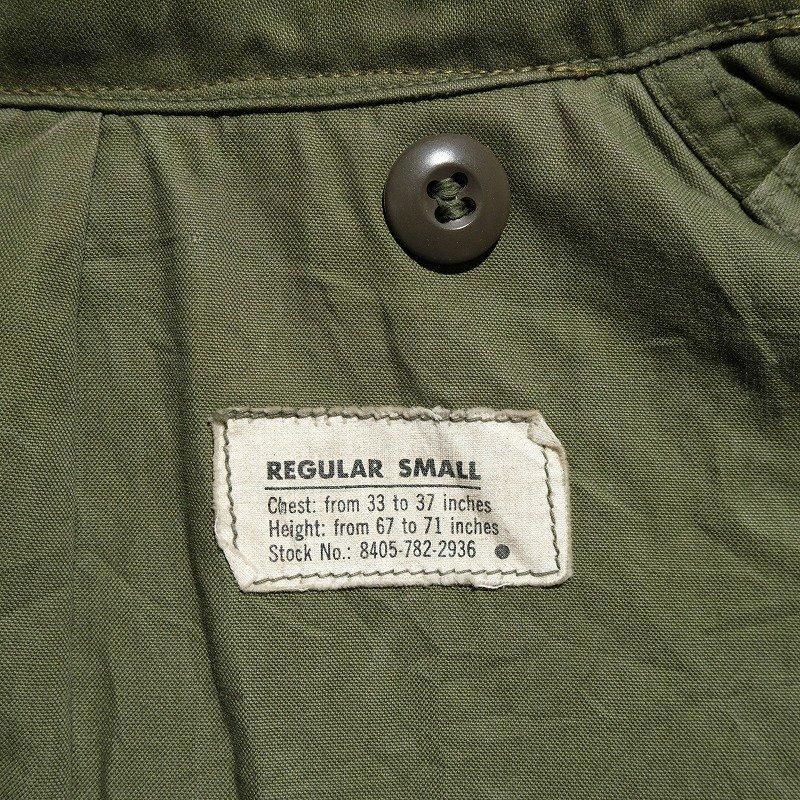 REGULAR SMALL
Chest: from 33 to 37 inches
Height: from 67 to 71 inches
Stock No.: 8405-782-2936